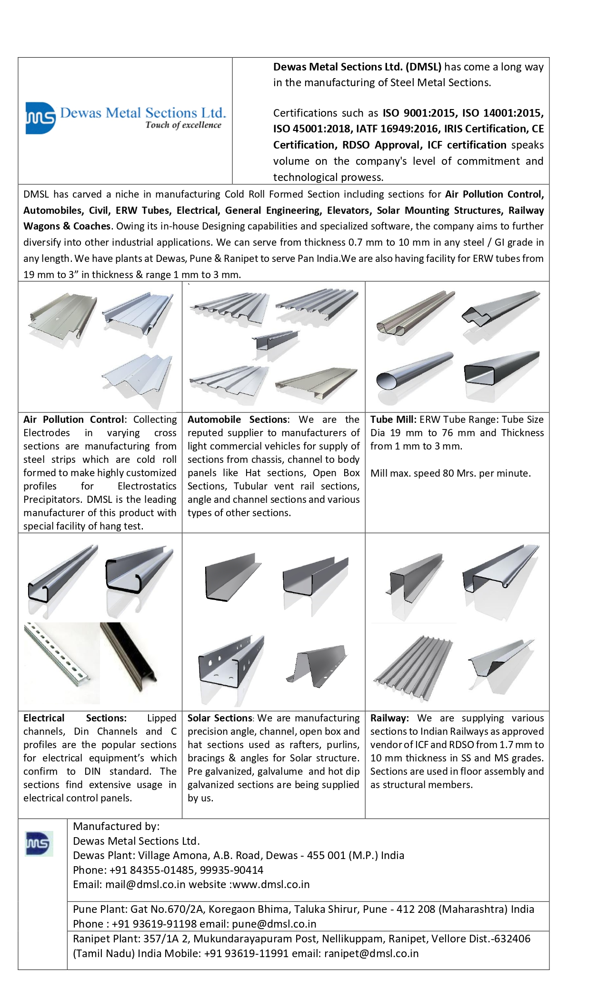 DMS Dewas Metal Sections Ltd.
Touch of excellence
Dewas Metal Sections Ltd. (DMSL) has come a long way
in the manufacturing of Steel Metal Sections.
Certifications such as ISO 9001:2015, ISO 14001:2015,
ISO 45001:2018, IATF 16949:2016, IRIS Certification, CE
Certification, RDSO Approval, ICF certification speaks
volume on the company's level of commitment and
technological prowess.
DMSL has carved a niche in manufacturing Cold Roll Formed Section including sections for Air Pollution Control,
Automobiles, Civil, ERW Tubes, Electrical, General Engineering, Elevators, Solar Mounting Structures, Railway
Wagons & Coaches. Owing its in-house Designing capabilities and specialized software, the company aims to further
diversify into other industrial applications. We can serve from thickness 0.7 mm to 10 mm in any steel / GI grade in
any length. We have plants at Dewas, Pune & Ranipet to serve Pan India.We are also having facility for ERW tubes from
19 mm to 3” in thickness & range 1 mm to 3 mm.
`
Air Pollution Control: Collecting
Electrodes in varying cross
sections are manufacturing from
steel strips which are cold roll
formed to make highly customized
profiles for Electrostatics
Precipitators. DMSL is the leading
manufacturer of this product with
special facility of hang test.
Automobile Sections: We are the
reputed supplier to manufacturers of
light commercial vehicles for supply of
sections from chassis, channel to body
panels like Hat sections, Open Box
Sections, Tubular vent rail sections,
angle and channel sections and various
types of other sections.
Tube Mill: ERW Tube Range: Tube Size
Dia 19 mm to 76 mm and Thickness
from 1 mm to 3 mm.
Mill max. speed 80 Mrs. per minute.
Electrical Sections: Lipped
channels, Din Channels and C
profiles are the popular sections
for electrical equipment’s which
confirm to DIN standard. The
sections find extensive usage in
electrical control panels.
Solar Sections: We are manufacturing
precision angle, channel, open box and
hat sections used as rafters, purlins,
bracings & angles for Solar structure.
Pre galvanized, galvalume and hot dip
galvanized sections are being supplied
by us.
Railway: We are supplying various
sections to Indian Railways as approved
vendor of ICF and RDSO from 1.7 mm to
10 mm thickness in SS and MS grades.
Sections are used in floor assembly and
as structural members.
DMS
Manufactured by:
Dewas Metal Sections Ltd.
Dewas Plant: Village Amona, A.B. Road, Dewas - 455 001 (M.P.) India
Phone: +91 84355-01485, 99935-90414
Email: mail@dmsl.co.in website :www.dmsl.co.in
Pune Plant: Gat No.670/2A, Koregaon Bhima, Taluka Shirur, Pune - 412 208 (Maharashtra) India
Phone : +91 93619-91198 email: pune@dmsl.co.in
Ranipet Plant: 357/1A 2, Mukundarayapuram Post, Nellikuppam, Ranipet, Vellore Dist.-632406
(Tamil Nadu) India Mobile: +91 93619-11991 email: ranipet@dmsl.co.in